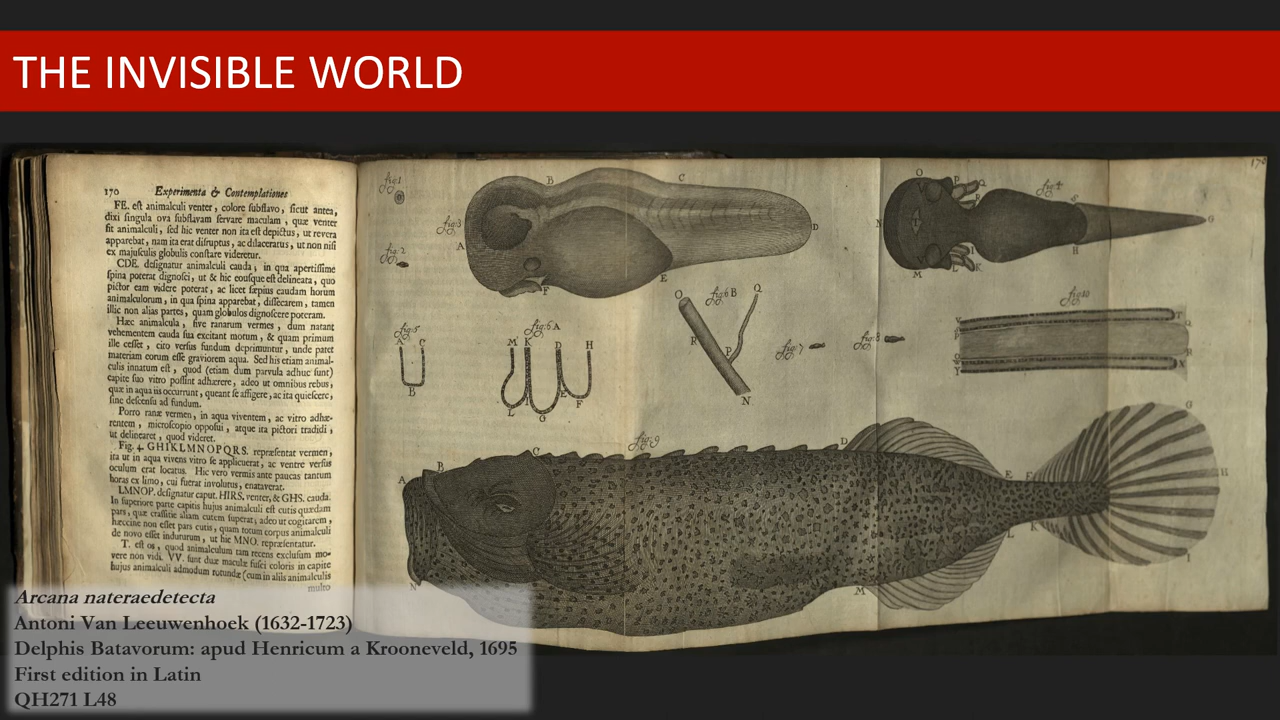 THE INVISIBLE WORLD
170 Experimenta & Contemplationes
FE. est animalculi venter, colore subflavo, sicut antea,
dixi singula ova subflavam servare maculam, quæ venter
fit animalculi, sed hic venter non ita est depictus, ut revera
apparebat, nam ita erat disruptus, ac dilaceratus, ut non nisi
ex majusculis globulis constare videretur.
CDE. designatur animalculi cauda; in qua apertissime
spina poterat dignosci, ut & hic eousque est delineata, quo
pictor eam videre poterat, ac licet sæpius caudam horum
animalculorum, in qua spina apparebat, dissecarem, tamen
illic non alias partes, quam globulos dignoscere poteram.
Hæc animalcula, sive ranarum vermes, dum natant
vehementem cauda sua excitant motum, & quam primum
ille cesset, cito versus fundum deprimuntur, unde patet
materiam eorum esse graviorem aqua. Sed his etiam animal-
culis innatum est, quod (etiam dum parvula adhuc sunt)
capite suo vitro possint adhærere, adeo ut omnibus rebus,
quæ in aqua iis occurrunt, queant se affigere, ac ita quiescere,
sine descensu ad fundum.
Porro ranæ vermem, in aqua viventem, ac vitro adhæ-
rentem, microscopio opposui, atque ita pictori tradidi,
ut delinearet, quod videret.
Fig. 4. GHIKLMNOPQRS. repræsentat vermem,
ita ut in aqua vivens vitro se applicuerat, ac ventre versus
oculum erat locatus. Hic vero vermis ante paucas tantum
horas ex limo, cui fuerat involutus, enataverat.
LMNOP. designatur caput. HIRS. venter, & GHS. cauda.
In superiore parte capitis hujus animalculi est cutis quædam
pars, quæ crassitie aliam cutem superat; adeo ut cogitarem,
hæccine non esset pars cutis, quam totum corpus animalculi
de novo esset indurarum, ut hic MNO. repræsentatur.
T. est os, quod animalculum tam recens exclusum mo-
vere non vidi. VV. sunt duæ maculæ fusci coloris in capite
hujus animalculi admodum rotundæ (cum in aliis animalculis
multo
fig:1
fig:2
fig:3
A B C D E F
fig:4
M N O P Q
R S G H K L
fig:5
A C
B
fig:6 A
M K D H
L I G E F
fig:6 B
O Q
R P N
fig:7
fig:8
fig:10
T
R
X
Y
fig:9
A B C D E F G H I K L M N
Arcana nateraedetecta
Antoni Van Leeuwenhoek (1632-1723)
Delphis Batavorum: apud Henricum a Krooneveld, 1695
First edition in Latin
QH271 L48